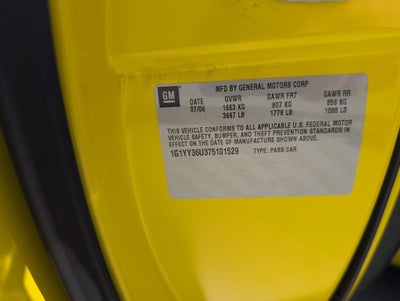 GM
MFD BY GENERAL MOTORS CORP
DATE GVWR GAWR FRT GAWR RR
07/06 1663 KG 807 KG 856 KG
3667 LB 1779 LB 1888 LB
THIS VEHICLE CONFORMS TO ALL APPLICABLE U.S. FEDERAL MOTOR
VEHICLE SAFETY, BUMPER, AND THEFT PREVENTION STANDARDS IN
EFFECT ON THE DATE OF MANUFACTURE SHOWN ABOVE.
1G1YY36U375101529 TYPE: PASS CAR